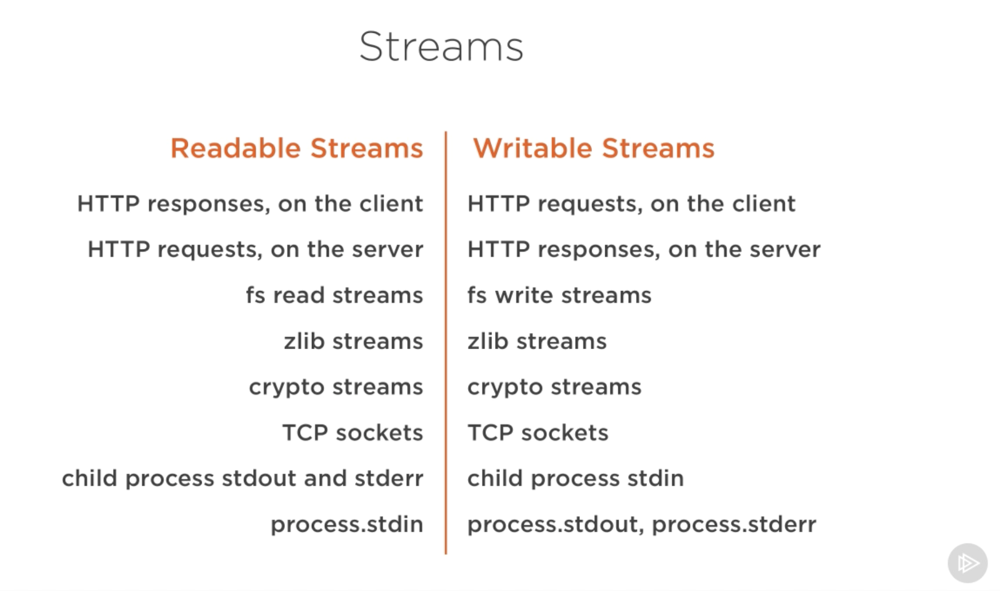 Streams
Readable Streams
HTTP responses, on the client
HTTP requests, on the server
fs read streams
zlib streams
crypto streams
TCP sockets
child process stdout and stderr
process.stdin
Writable Streams
HTTP requests, on the client
HTTP responses, on the server
fs write streams
zlib streams
crypto streams
TCP sockets
child process stdin
process.stdout, process.stderr